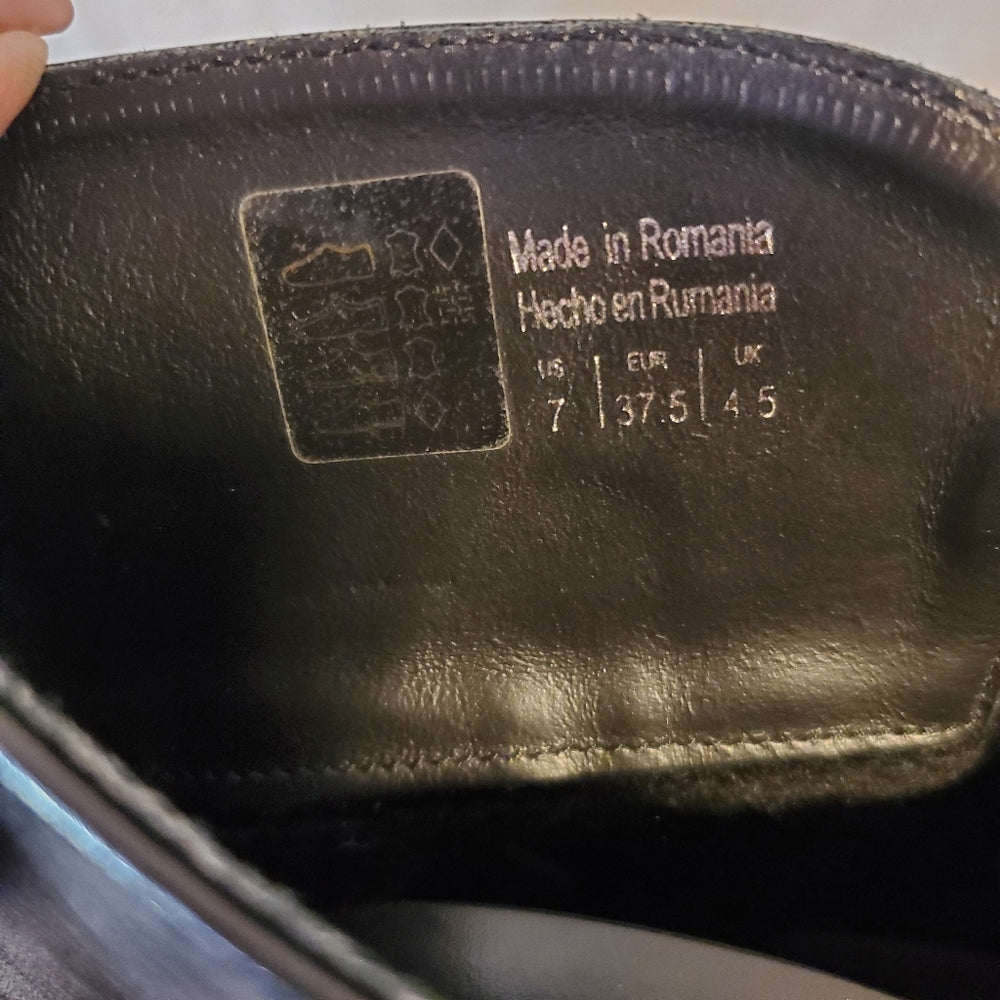 Made in Romania
Hecho en Rumania
US | EUR | UK
7 | 37.5 | 4.5